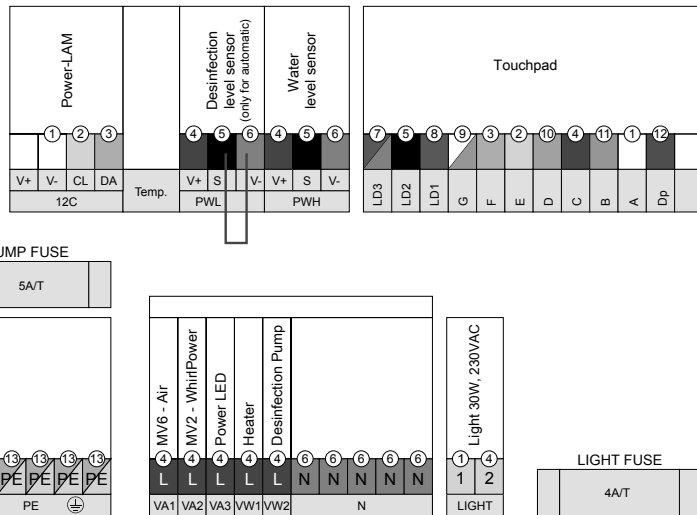 Power-LAM
Desinfection
level sensor
(only for automatic)
Water
level sensor
Touchpad
1 2 3 4 5 6 4 5 6 7 5 8 9 3 2 10 4 11 1 12
V+ V- CL DA V+ S V- V+ S V-
12C Temp. PWL PWH
LD3 LD2 LD1 G F E D C B A Dp
UMP FUSE
5A/T
MV6 - Air
MV2 - WhirlPower
Power LED
Heater
Desinfection Pump
Light 30W, 230VAC
13 13 13 13 4 4 4 4 4 6 6 6 6 6 1 4
PE PE PE PE L L L L L N N N N N 1 2
PE VA1 VA2 VA3 VW1 VW2 N LIGHT
LIGHT FUSE
4A/T